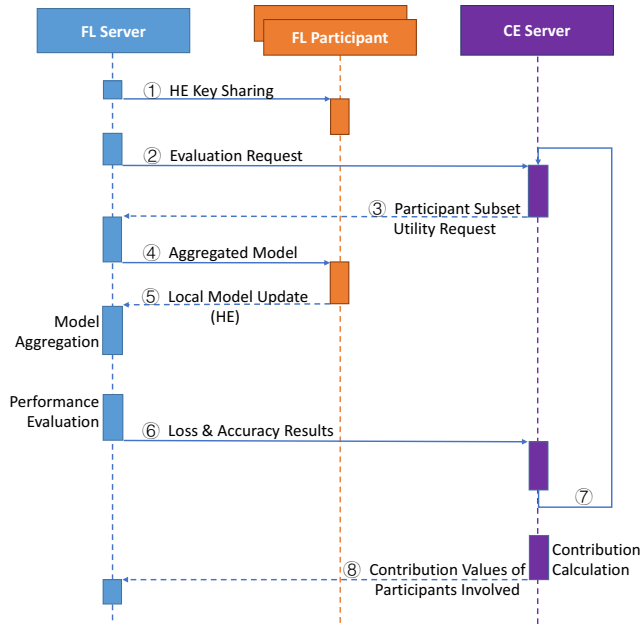 FL Server
FL Participant
CE Server
① HE Key Sharing
② Evaluation Request
③ Participant Subset
Utility Request
④ Aggregated Model
⑤ Local Model Update
(HE)
Model
Aggregation
Performance
Evaluation
⑥ Loss & Accuracy Results
⑦
Contribution
Calculation
⑧ Contribution Values of
Participants Involved